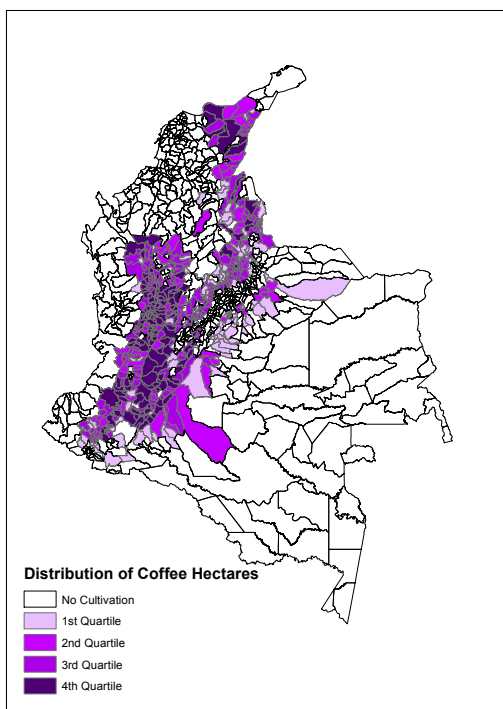 Distribution of Coffee Hectares
No Cultivation
1st Quartile
2nd Quartile
3rd Quartile
4th Quartile